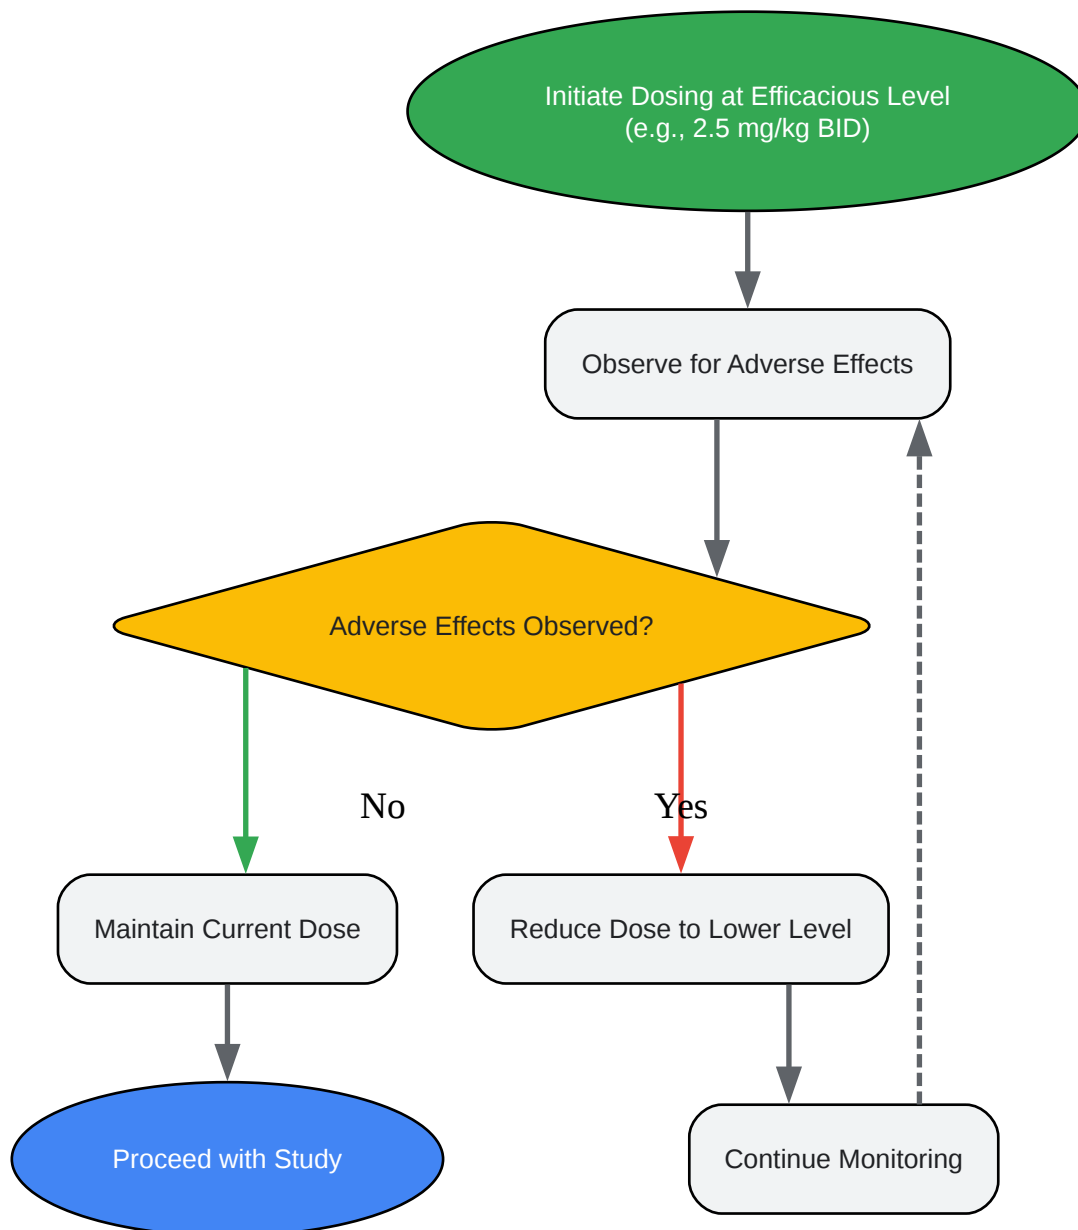 Initiate Dosing at Efficacious Level
(e.g., 2.5 mg/kg BID)
Observe for Adverse Effects
Adverse Effects Observed?
No
Yes
Maintain Current Dose
Reduce Dose to Lower Level
Proceed with Study
Continue Monitoring